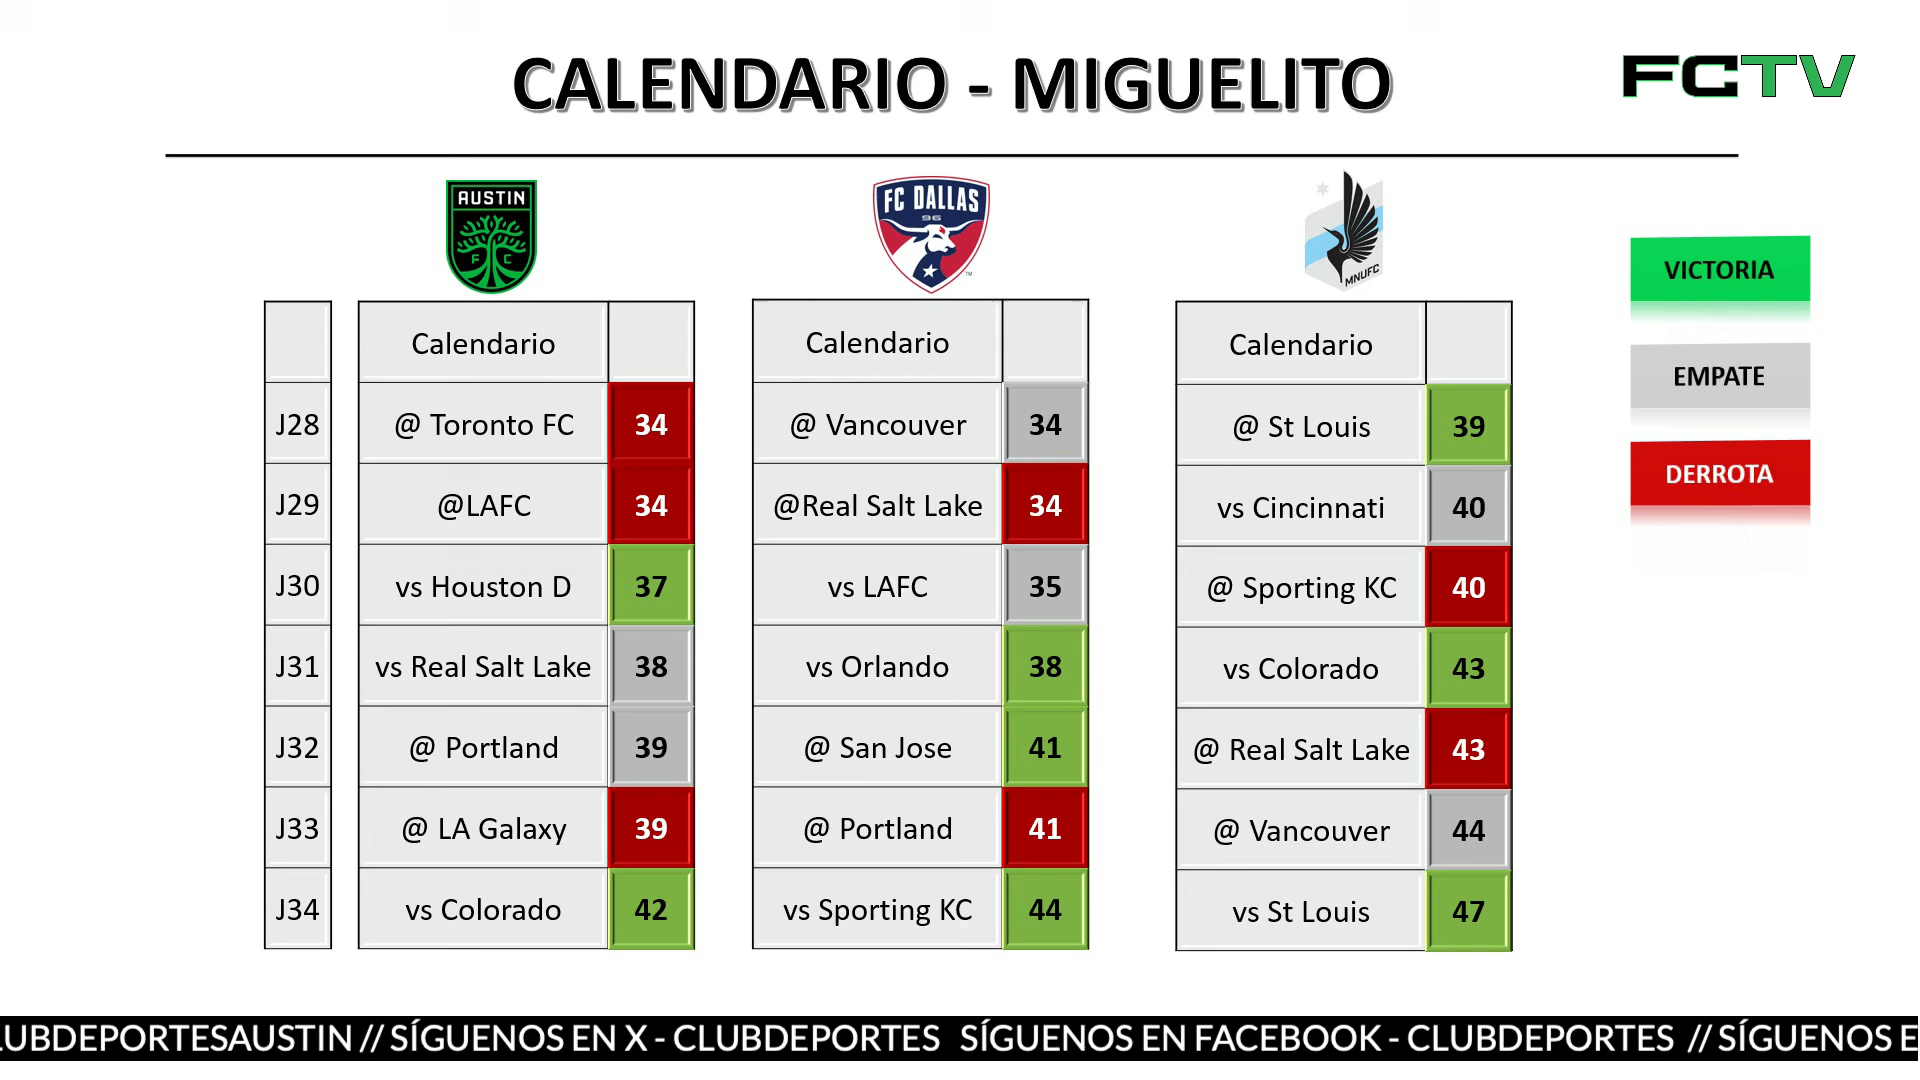 CALENDARIO - MIGUELITO
FCTV
AUSTIN
F C
FC DALLAS
96
TM
MNUFC
VICTORIA
EMPATE
DERROTA
Calendario Calendario Calendario
J28 @ Toronto FC 34 @ Vancouver 34 @ St Louis 39
J29 @LAFC 34 @Real Salt Lake 34 vs Cincinnati 40
J30 vs Houston D 37 vs LAFC 35 @ Sporting KC 40
J31 vs Real Salt Lake 38 vs Orlando 38 vs Colorado 43
J32 @ Portland 39 @ San Jose 41 @ Real Salt Lake 43
J33 @ LA Galaxy 39 @ Portland 41 @ Vancouver 44
J34 vs Colorado 42 vs Sporting KC 44 vs St Louis 47
LUBDEPORTESAUSTIN // SÍGUENOS EN X - CLUBDEPORTES SÍGUENOS EN FACEBOOK - CLUBDEPORTES // SÍGUENOS E